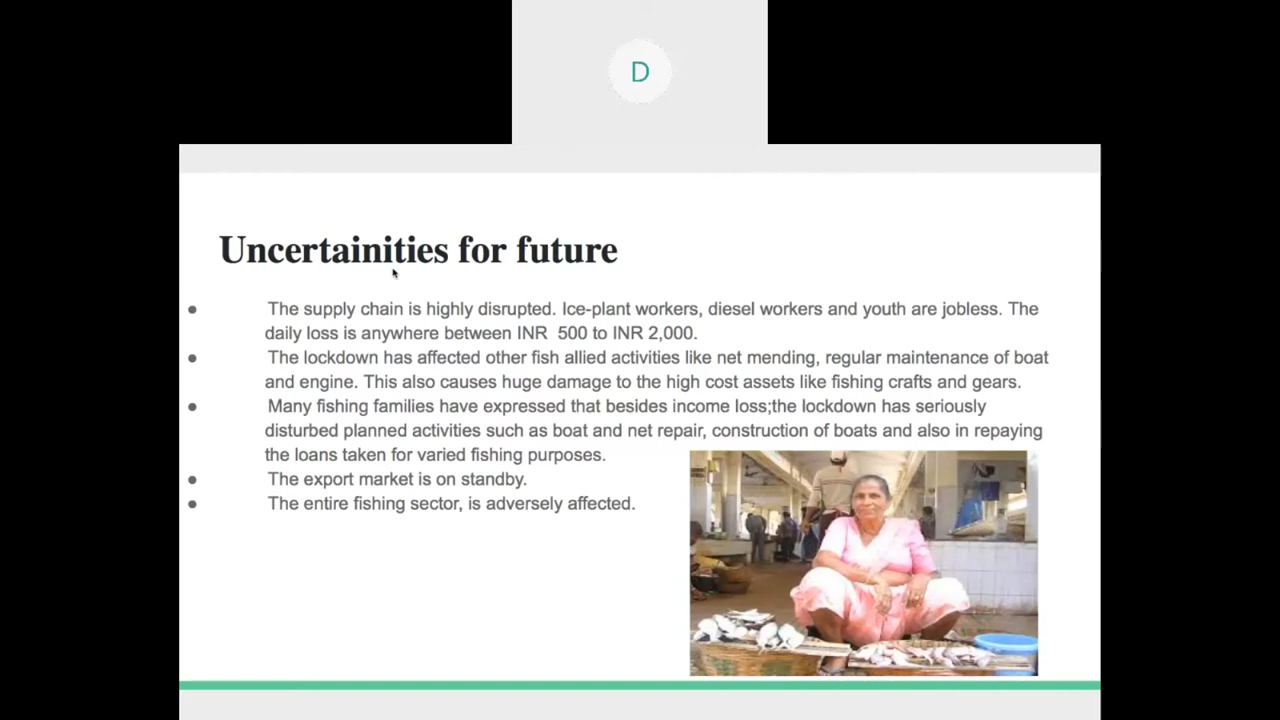 D
Uncertainities for future
● The supply chain is highly disrupted. Ice-plant workers, diesel workers and youth are jobless. The
daily loss is anywhere between INR  500 to INR 2,000.
● The lockdown has affected other fish allied activities like net mending, regular maintenance of boat
and engine. This also causes huge damage to the high cost assets like fishing crafts and gears.
● Many fishing families have expressed that besides income loss;the lockdown has seriously
disturbed planned activities such as boat and net repair, construction of boats and also in repaying
the loans taken for varied fishing purposes.
● The export market is on standby.
● The entire fishing sector, is adversely affected.